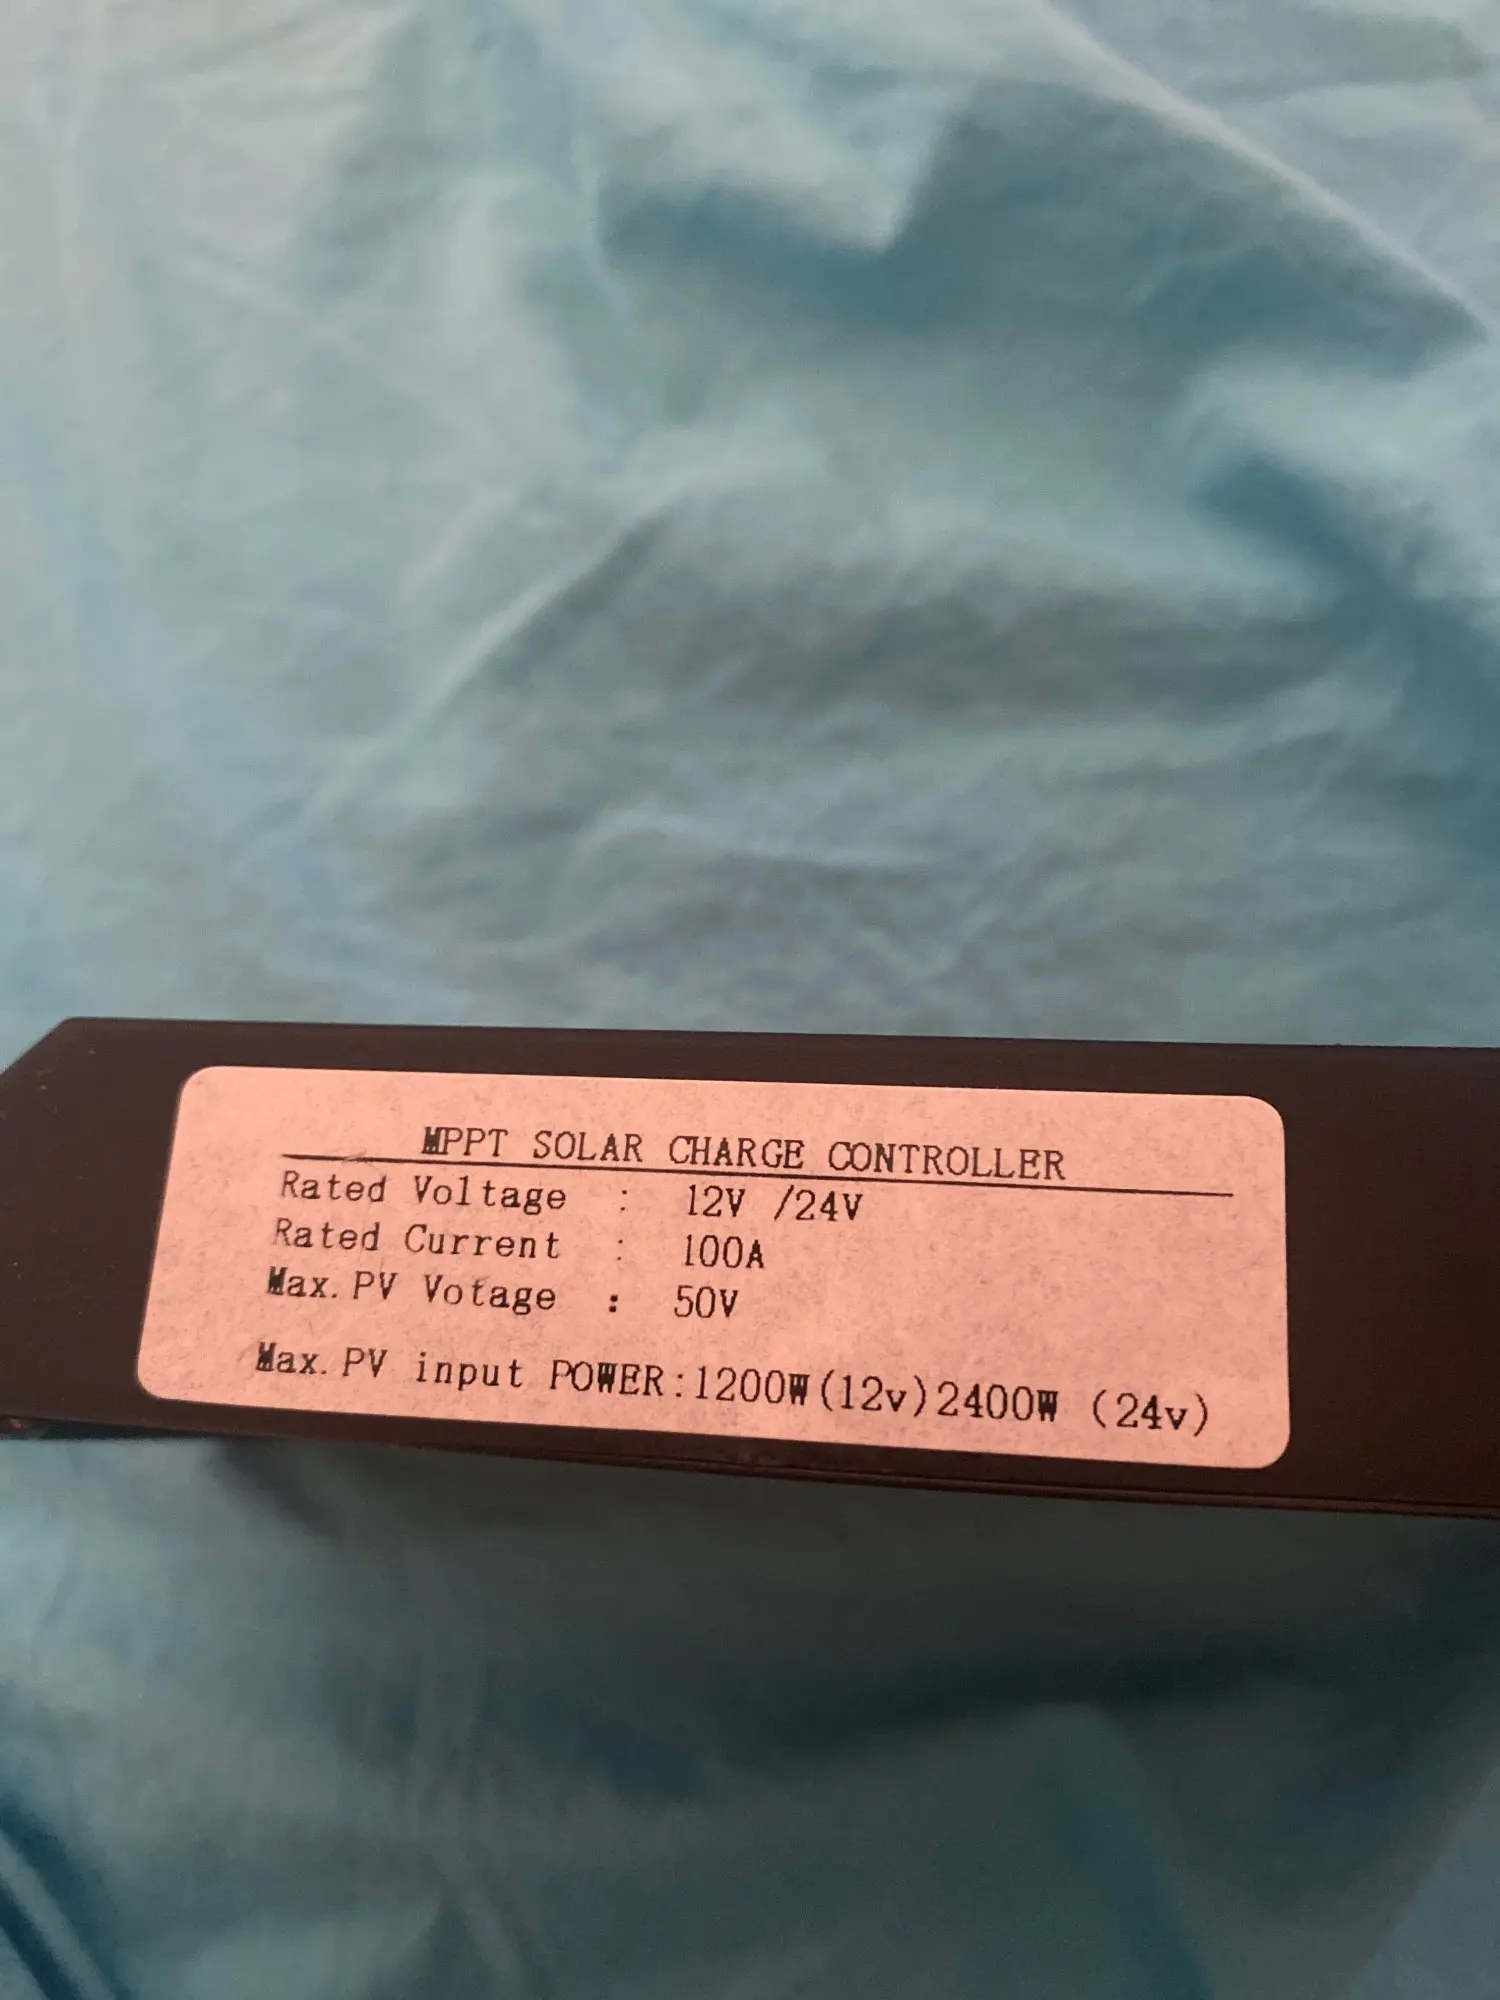 MPPT SOLAR CHARGE CONTROLLER
Rated Voltage : 12V /24V
Rated Current : 100A
Max.PV Votage : 50V
Max.PV input POWER:1200W(12v)2400W (24v)